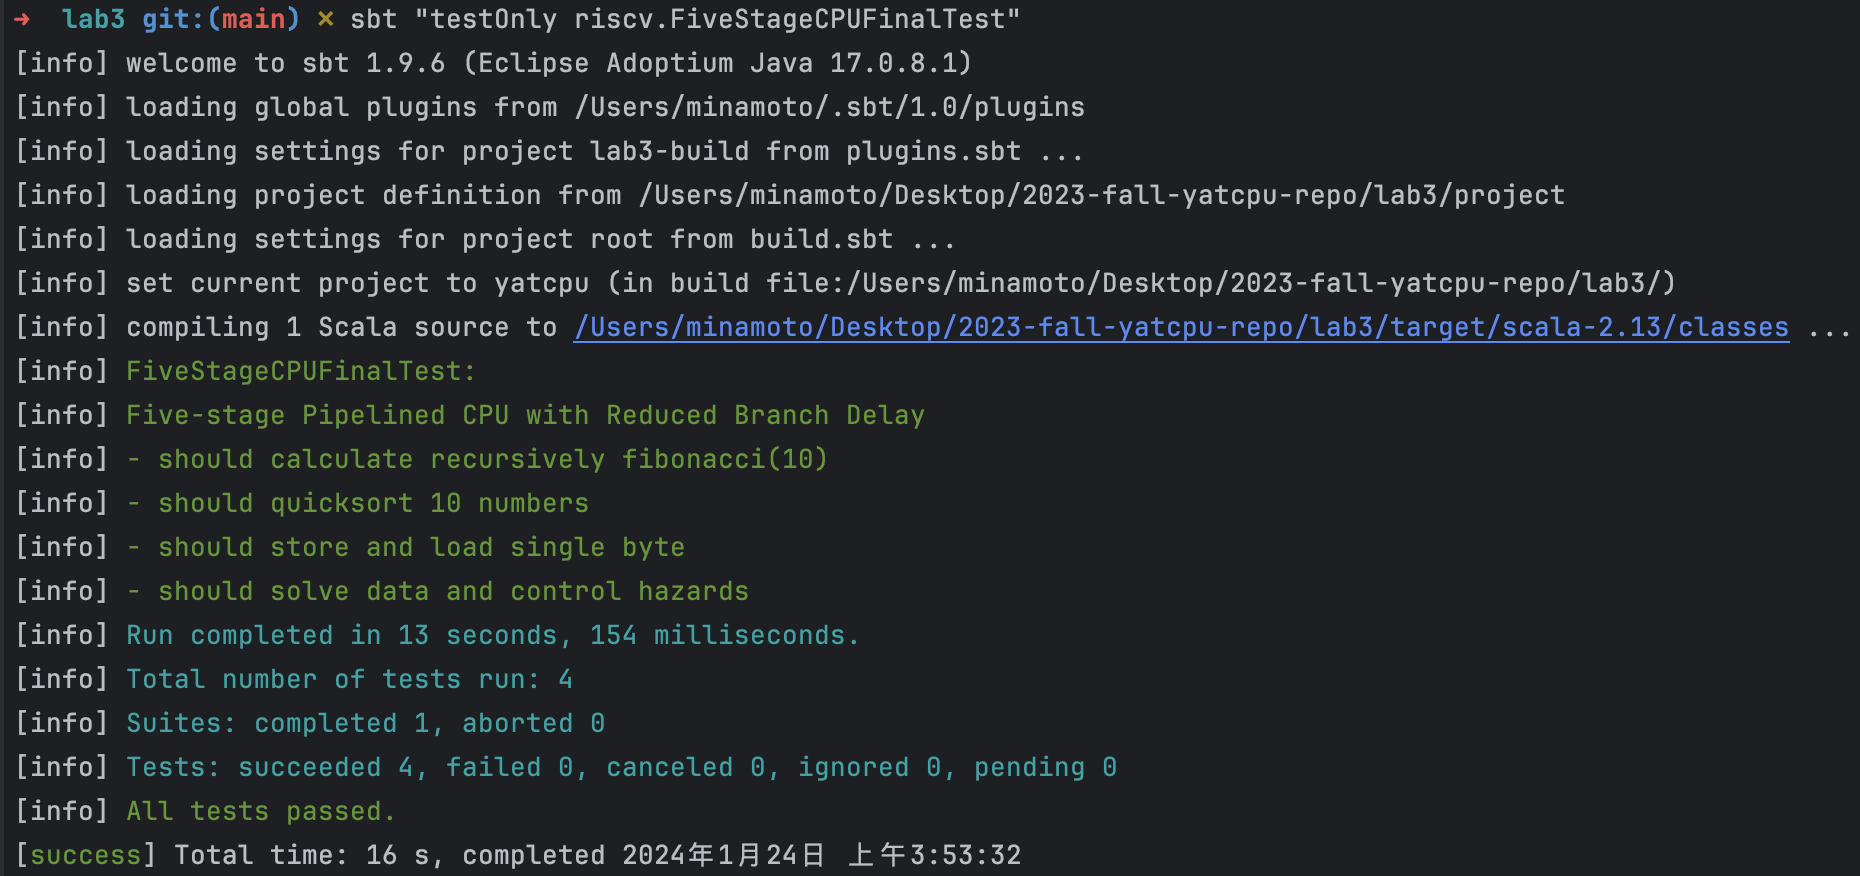 → lab3 git:(main) × sbt "testOnly riscv.FiveStageCPUFinalTest"
[info] welcome to sbt 1.9.6 (Eclipse Adoptium Java 17.0.8.1)
[info] loading global plugins from /Users/minamoto/.sbt/1.0/plugins
[info] loading settings for project lab3-build from plugins.sbt ...
[info] loading project definition from /Users/minamoto/Desktop/2023-fall-yatcpu-repo/lab3/project
[info] loading settings for project root from build.sbt ...
[info] set current project to yatcpu (in build file:/Users/minamoto/Desktop/2023-fall-yatcpu-repo/lab3/)
[info] compiling 1 Scala source to /Users/minamoto/Desktop/2023-fall-yatcpu-repo/lab3/target/scala-2.13/classes ...
[info] FiveStageCPUFinalTest:
[info] Five-stage Pipelined CPU with Reduced Branch Delay
[info] - should calculate recursively fibonacci(10)
[info] - should quicksort 10 numbers
[info] - should store and load single byte
[info] - should solve data and control hazards
[info] Run completed in 13 seconds, 154 milliseconds.
[info] Total number of tests run: 4
[info] Suites: completed 1, aborted 0
[info] Tests: succeeded 4, failed 0, canceled 0, ignored 0, pending 0
[info] All tests passed.
[success] Total time: 16 s, completed 2024年1月24日 上午3:53:32